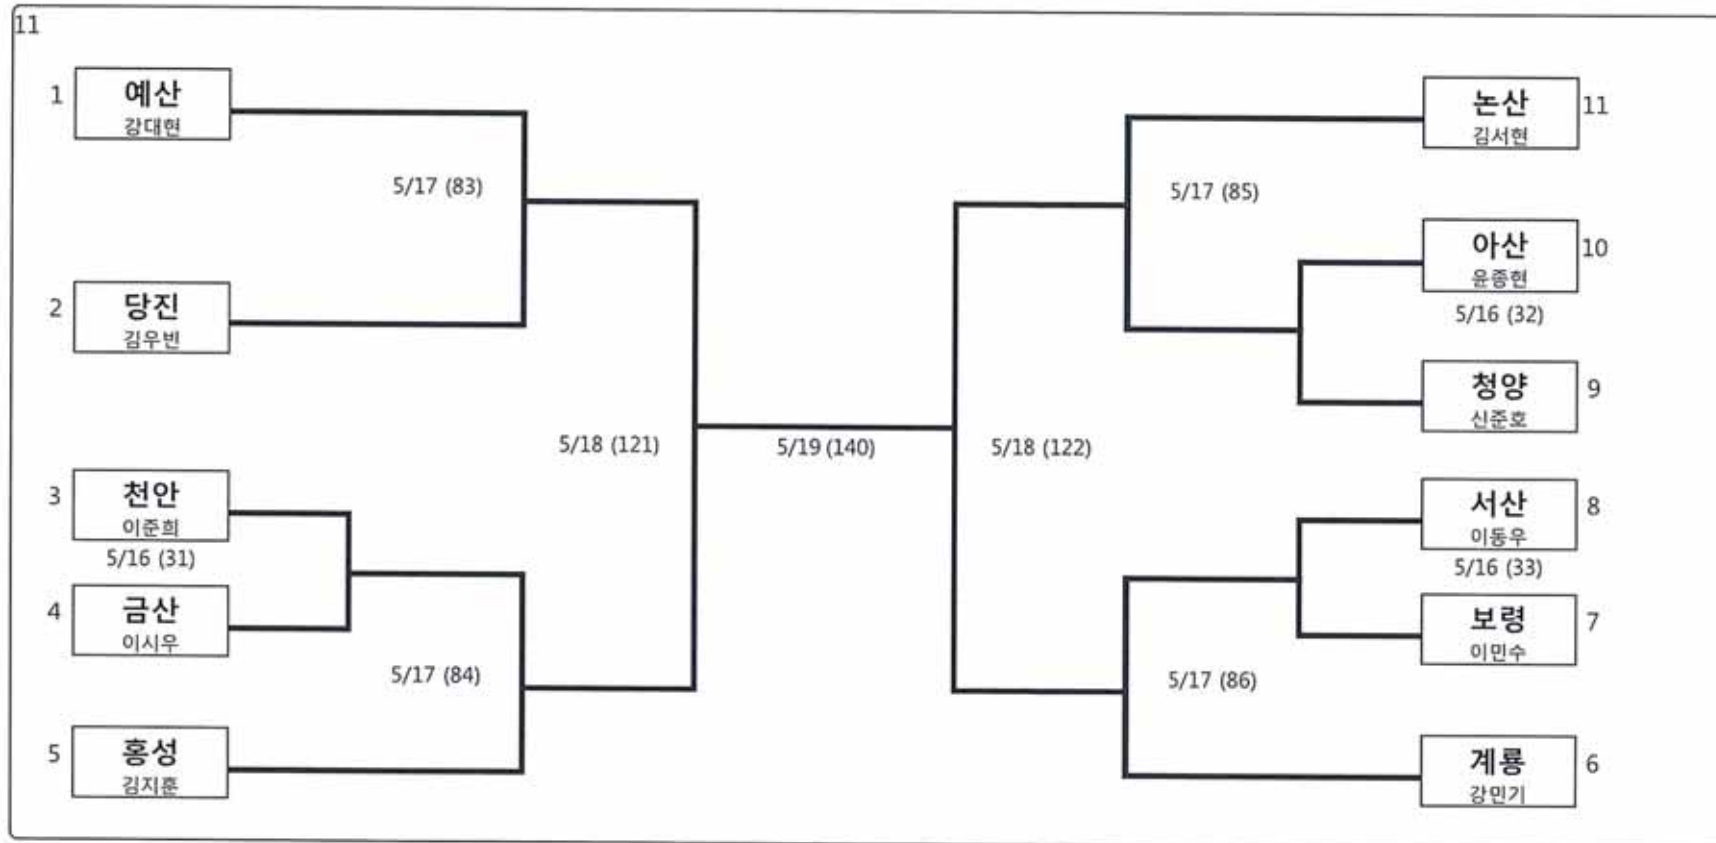 11
1
예산
강대현
5/17 (83)
2
당진
김우빈
5/18 (121)
3
천안
이준희
5/16 (31)
4
금산
이시우
5/17 (84)
5
홍성
김지훈
5/19 (140)
논산
김서현
11
5/17 (85)
아산
윤종현
10
5/16 (32)
청양
신준호
9
5/18 (122)
서산
이동우
8
5/16 (33)
보령
이민수
7
5/17 (86)
계룡
강민기
6